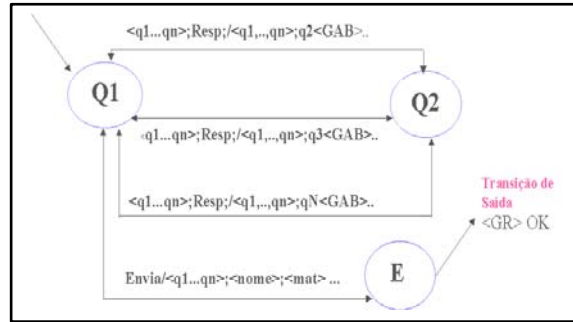 <q1...qn>;Resp;/<q1,..,qn>;q2<GAB>..
Q1
Q2
<q1...qn>;Resp;/<q1,..,qn>;q3<GAB>..
<q1...qn>;Resp;/<q1,..,qn>;qN<GAB>..
Transição de
Saída
<GR> OK
Envia/<q1...qn>;<nome>;<mat> ...
E